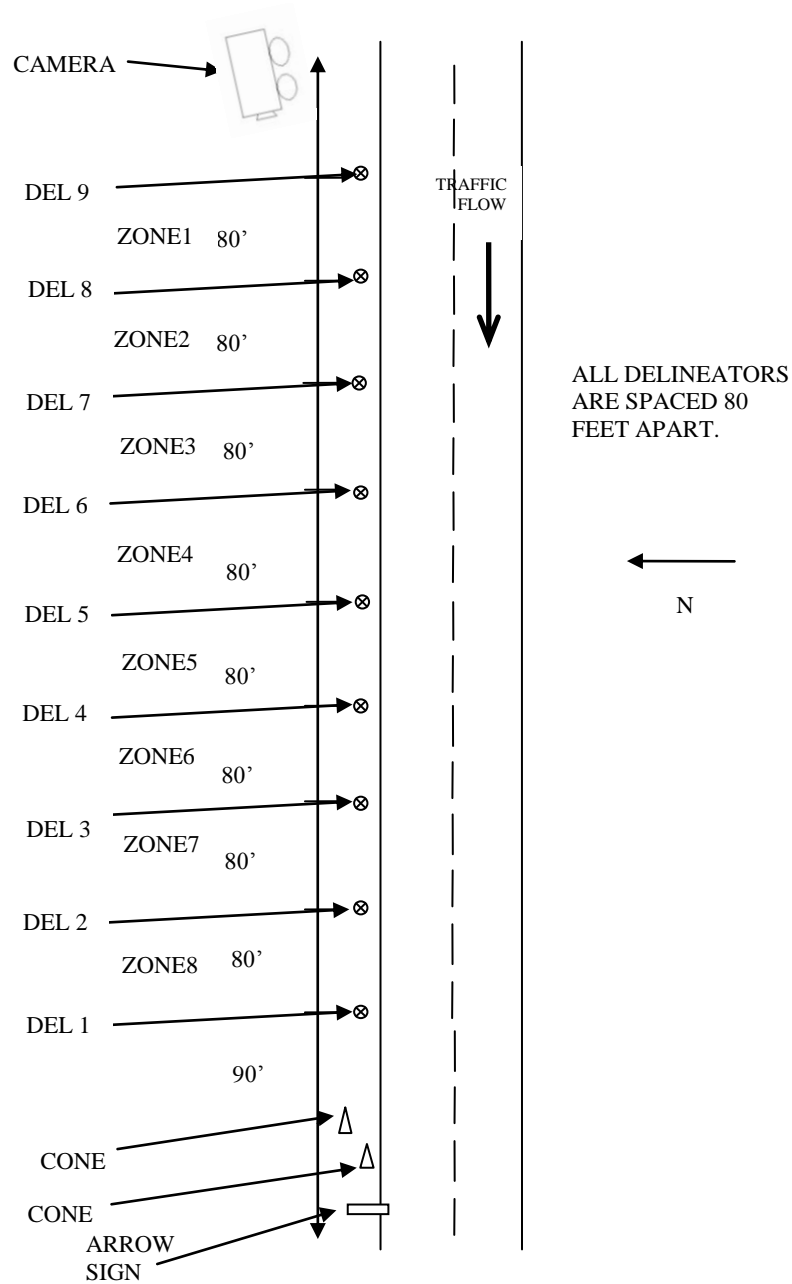 CAMERA
DEL 9
TRAFFIC
FLOW
ZONE1 80’
DEL 8
ZONE2 80’
ALL DELINEATORS
ARE SPACED 80
FEET APART.
DEL 7
ZONE3 80’
DEL 6
ZONE4
80’
N
DEL 5
ZONE5
80’
DEL 4
ZONE6
80’
DEL 3
ZONE7
80’
DEL 2
ZONE8 80’
DEL 1
90’
CONE
CONE
ARROW
SIGN